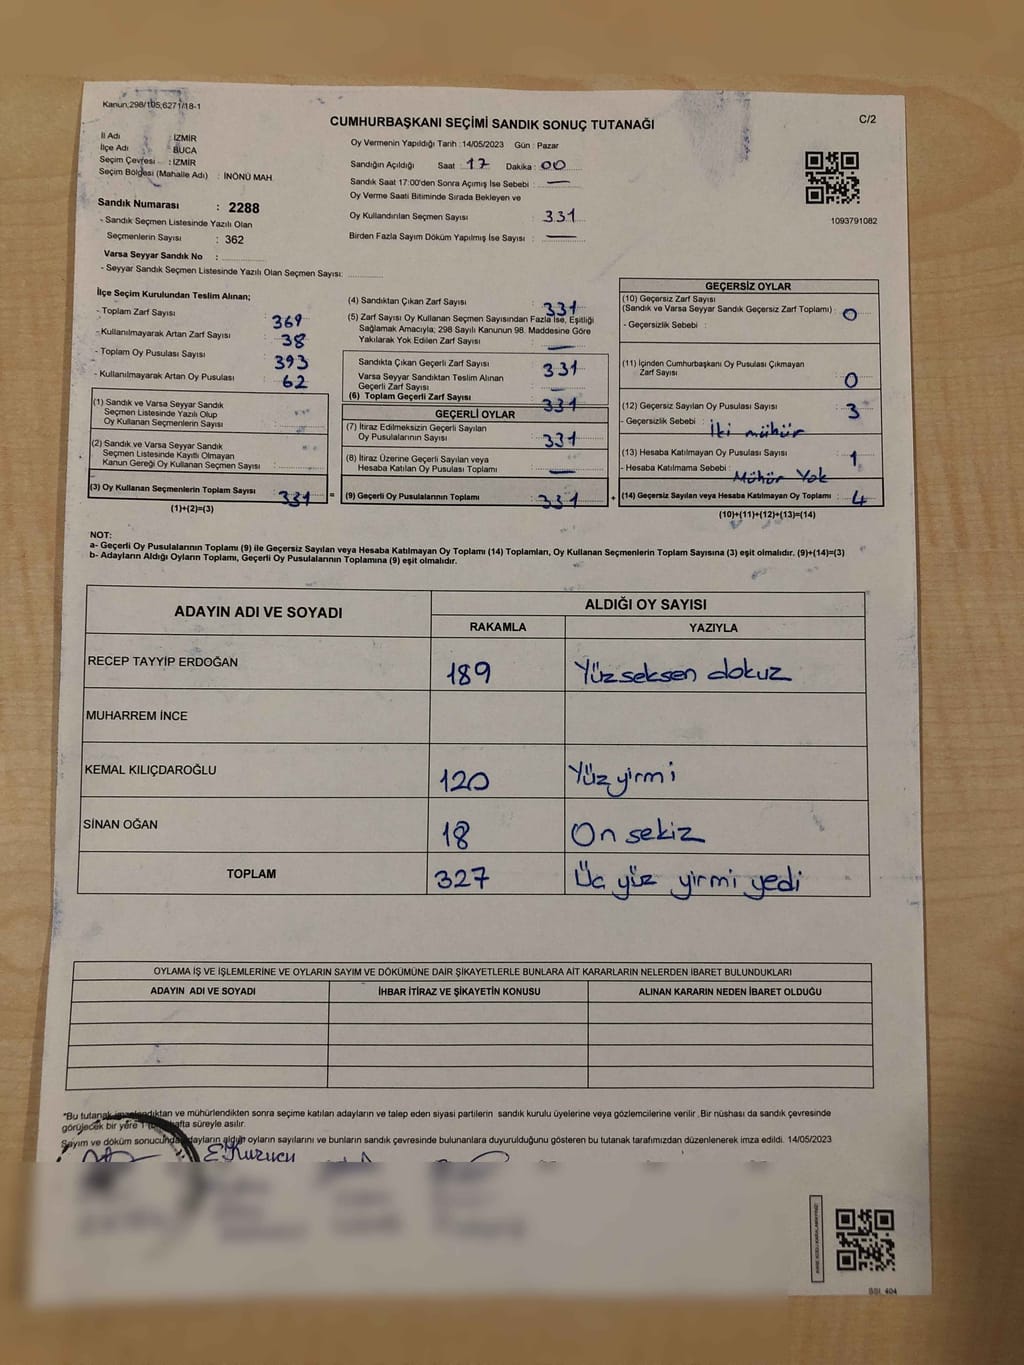 Kanun,298/105,6271/18-1
C/2
CUMHURBAŞKANI SEÇİMİ SANDIK SONUÇ TUTANAĞI
İl Adı : İZMİR
İlçe Adı : BUCA
Seçim Çevresi : İZMİR
Seçim Bölgesi (Mahalle Adı) : İNÖNÜ MAH.
Oy Vermenin Yapıldığı Tarih : 14/05/2023 Gün : Pazar
Sandığın Açıldığı Saat : 17 Dakika : 00
Sandık Saat 17:00'den Sonra Açımış İse Sebebi : —
Oy Verme Saati Bitiminde Sırada Bekleyen ve
Oy Kullandırılan Seçmen Sayısı : 331
Birden Fazla Sayım Döküm Yapılmış İse Sayısı : —
1093791082
Sandık Numarası : 2288
- Sandık Seçmen Listesinde Yazılı Olan
Seçmenlerin Sayısı : 362
Varsa Seyyar Sandık No :
- Seyyar Sandık Seçmen Listesinde Yazılı Olan Seçmen Sayısı:
İlçe Seçim Kurulundan Teslim Alınan;
- Toplam Zarf Sayısı 369
- Kullanılmayarak Artan Zarf Sayısı 38
- Toplam Oy Pusulası Sayısı 393
- Kullanılmayarak Artan Oy Pusulası 62
(1) Sandık ve Varsa Seyyar Sandık
Seçmen Listesinde Yazılı Olup
Oy Kullanan Seçmenlerin Sayısı
(2) Sandık ve Varsa Seyyar Sandık
Seçmen Listesinde Kayıtlı Olmayan
Kanun Gereği Oy Kullanan Seçmen Sayısı
(3) Oy Kullanan Seçmenlerin Toplam Sayısı 331 =
(1)+(2)=(3)
(4) Sandıktan Çıkan Zarf Sayısı : 331
(5) Zarf Sayısı Oy Kullanan Seçmen Sayısından Fazla İse, Eşitliği
Sağlamak Amacıyla; 298 Sayılı Kanunun 98. Maddesine Göre
Yakılarak Yok Edilen Zarf Sayısı : —
Sandıkta Çıkan Geçerli Zarf Sayısı : 331
Varsa Seyyar Sandıktan Teslim Alınan
Geçerli Zarf Sayısı : —
(6) Toplam Geçerli Zarf Sayısı 331
GEÇERLİ OYLAR
(7) İtiraz Edilmeksizin Geçerli Sayılan
Oy Pusulalarının Sayısı : 331
(8) İtiraz Üzerine Geçerli Sayılan veya
Hesaba Katılan Oy Pusulası Toplamı : —
(9) Geçerli Oy Pusulalarının Toplamı : 331 +
GEÇERSİZ OYLAR
(10) Geçersiz Zarf Sayısı
(Sandık ve Varsa Seyyar Sandık Geçersiz Zarf Toplamı) : 0
- Geçersizlik Sebebi :
(11) İçinden Cumhurbaşkanı Oy Pusulası Çıkmayan
Zarf Sayısı : 0
(12) Geçersiz Sayılan Oy Pusulası Sayısı : 3
- Geçersizlik Sebebi : İki mühür
(13) Hesaba Katılmayan Oy Pusulası Sayısı : 1
- Hesaba Katılmama Sebebi : Mühür Yok
(14) Geçersiz Sayılan veya Hesaba Katılmayan Oy Toplamı : 4
(10)+(11)+(12)+(13)=(14)
NOT:
a- Geçerli Oy Pusulalarının Toplamı (9) ile Geçersiz Sayılan veya Hesaba Katılmayan Oy Toplamı (14) Toplamları, Oy Kullanan Seçmenlerin Toplam Sayısına (3) eşit olmalıdır. (9)+(14)=(3)
b- Adayların Aldığı Oyların Toplamı, Geçerli Oy Pusulalarının Toplamına (9) eşit olmalıdır.
ADAYIN ADI VE SOYADI
ALDIĞI OY SAYISI
RAKAMLA YAZIYLA
RECEP TAYYİP ERDOĞAN 189 Yüzseksen dokuz
MUHARREM İNCE
KEMAL KILIÇDAROĞLU 120 Yüzyirmi
SİNAN OĞAN 18 On sekiz
TOPLAM 327 Üc yüz yirmi yedi
OYLAMA İŞ VE İŞLEMLERİNE VE OYLARIN SAYIM VE DÖKÜMÜNE DAİR ŞİKAYETLERLE BUNLARA AİT KARARLARIN NELERDEN İBARET BULUNDUKLARI
ADAYIN ADI VE SOYADI İHBAR İTİRAZ VE ŞİKAYETİN KONUSU ALINAN KARARIN NEDEN İBARET OLDUĞU
*Bu tutanak imzalandıktan ve mühürlendikten sonra seçime katılan adayların ve talep eden siyasi partilerin sandık kurulu üyelerine veya gözlemcilerine verilir. Bir nüshası da sandık çevresinde
görülecek bir yere 1 hafta süreyle asılır.
Sayım ve döküm sonucunda adayların aldığı oyların sayılarını ve bunların sandık çevresinde bulunanlara duyurulduğunu gösteren bu tutanak tarafımızdan düzenlenerek imza edildi. 14/05/2023
E.Kurucu